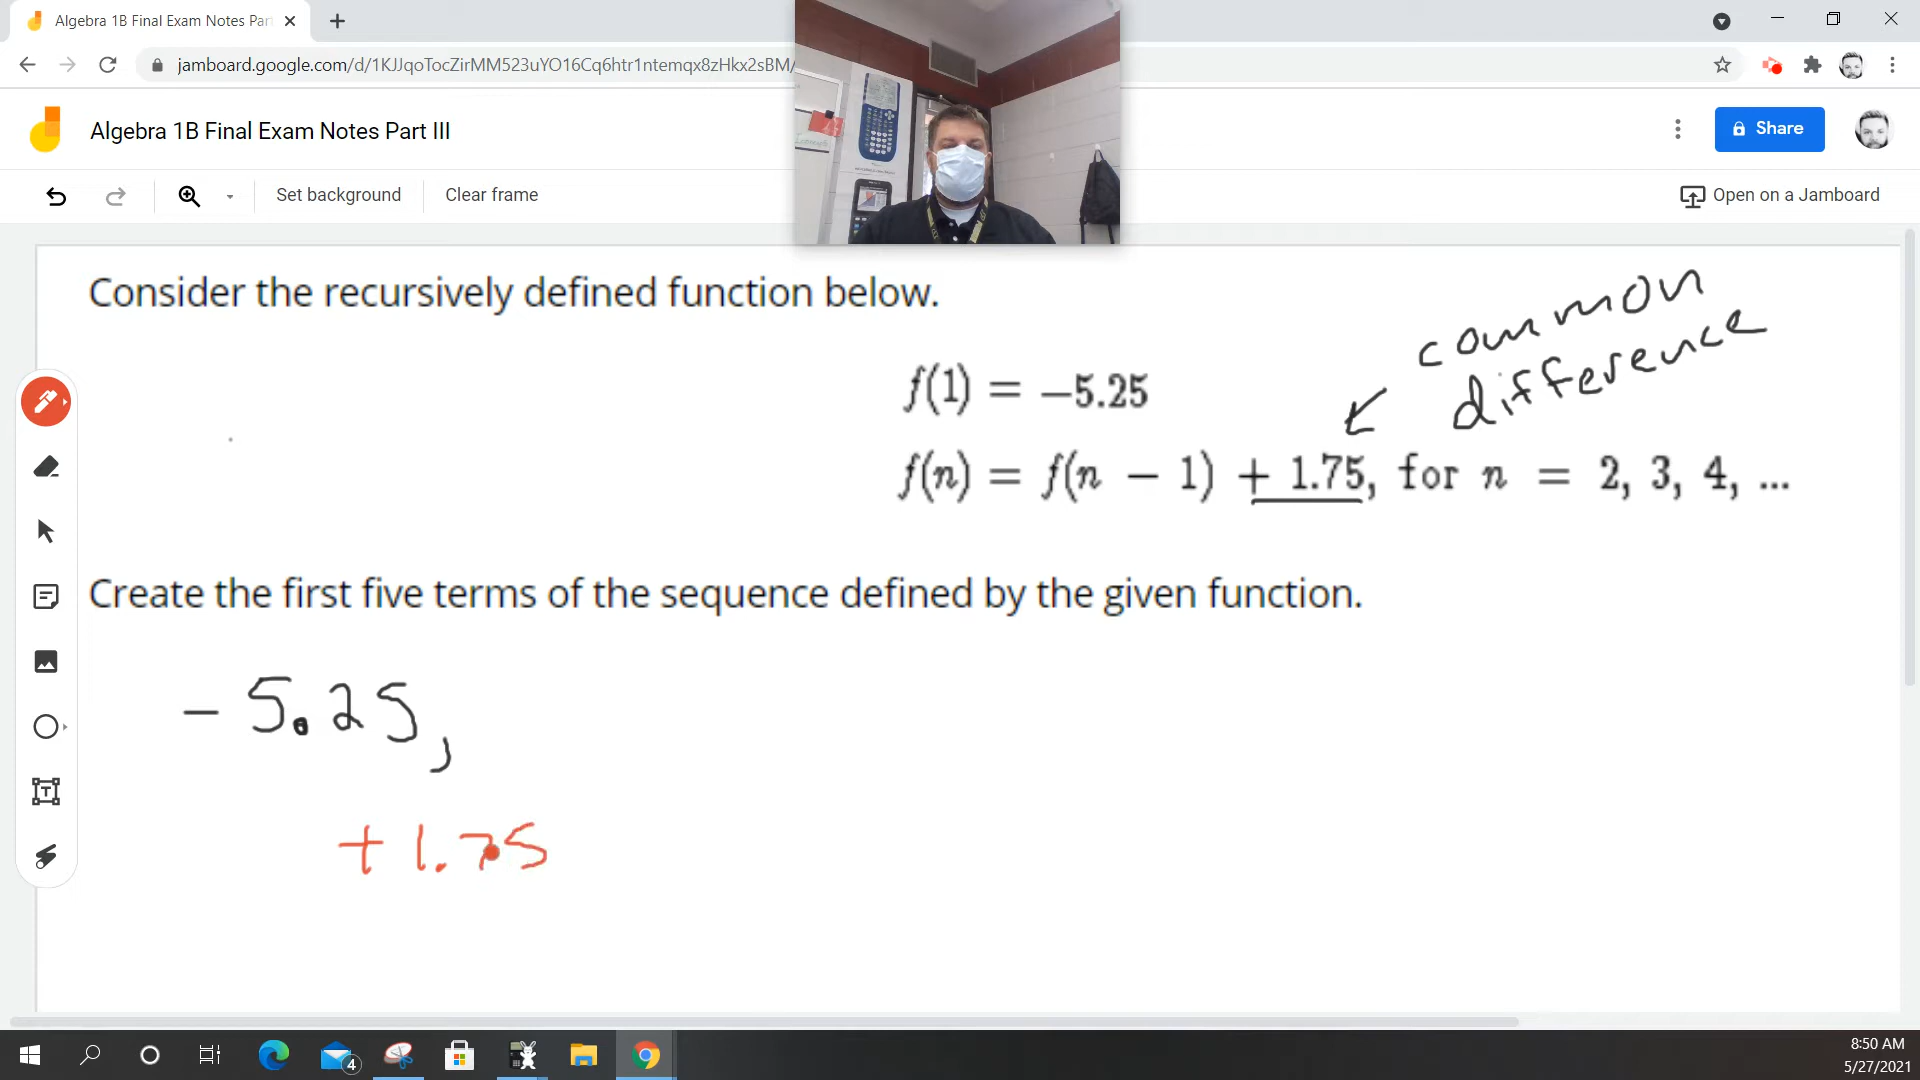 Algebra 1B Final Exam Notes Par
jamboard.google.com/d/1KJJqoTocZirMM523uYO16Cq6htr1ntemqx8zHkx2sBM/
Algebra 1B Final Exam Notes Part III
Share
Set background
Clear frame
Open on a Jamboard
Consider the recursively defined function below.
common
difference
f(1) = −5.25
f(n) = f(n − 1) + 1.75, for n = 2, 3, 4, ...
Create the first five terms of the sequence defined by the given function.
− 5.25,
+ 1.75
4
8:50 AM
5/27/2021